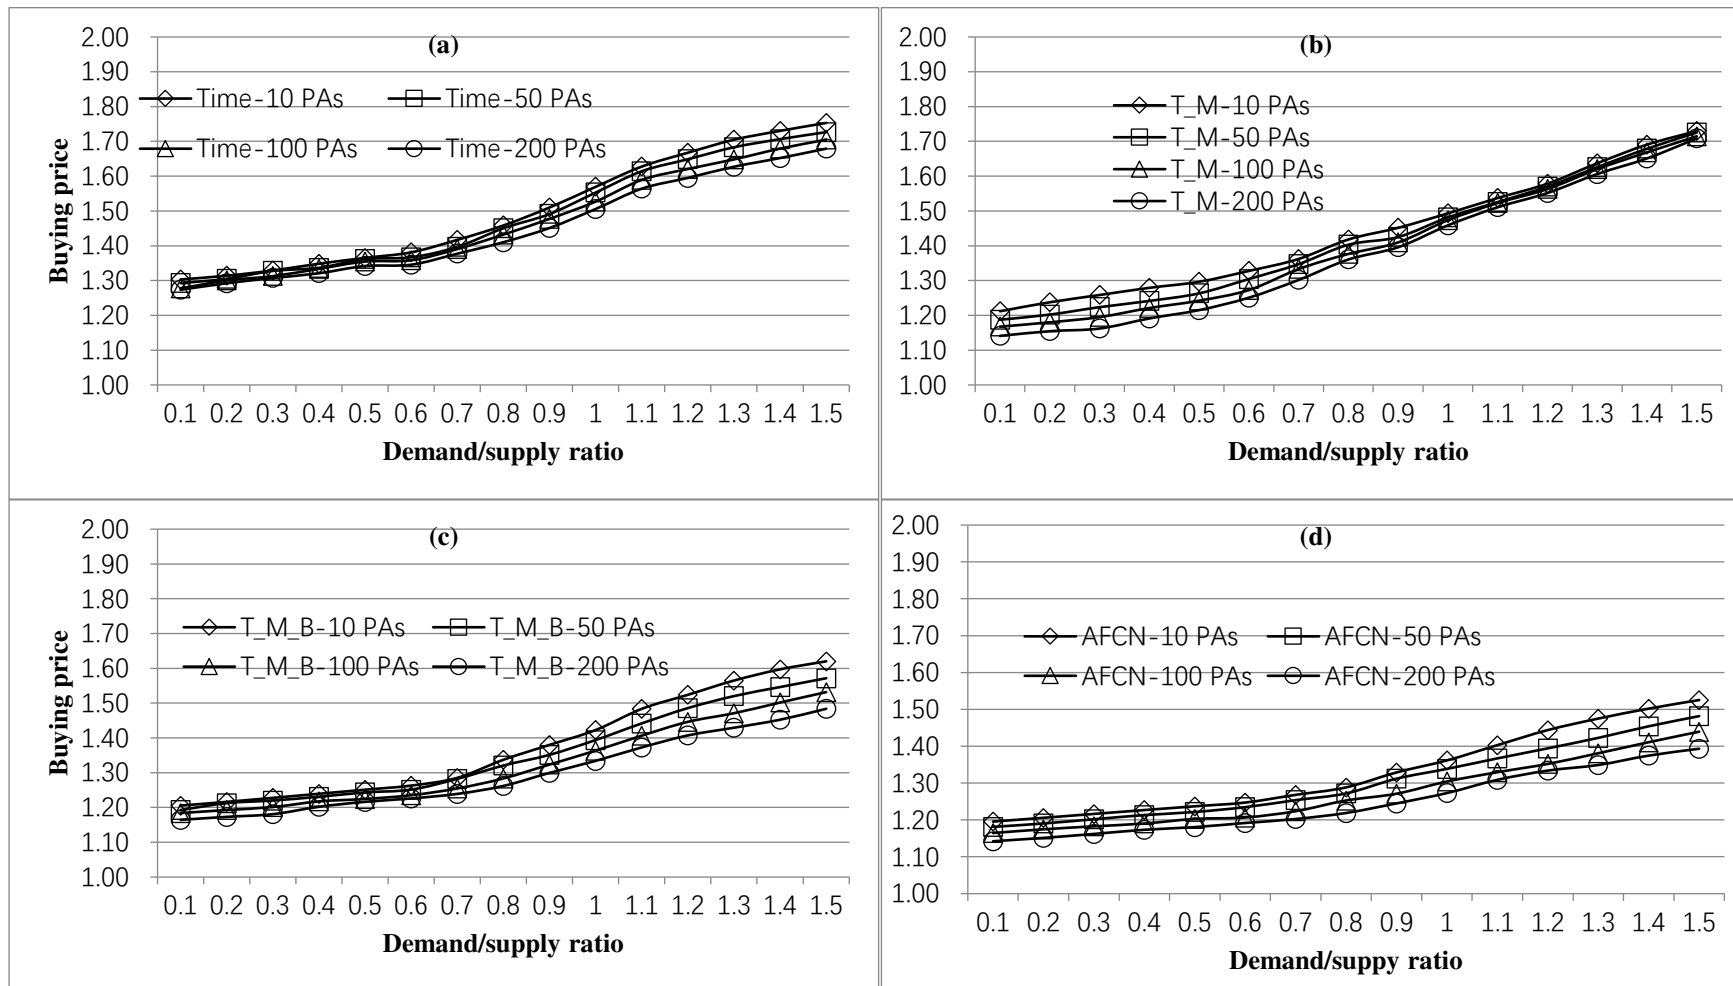 (a)
2.00
1.90
1.80
1.70
1.60
1.50
1.40
1.30
1.20
1.10
1.00
Buying price
Time-10 PAs Time-50 PAs
Time-100 PAs Time-200 PAs
0.1 0.2 0.3 0.4 0.5 0.6 0.7 0.8 0.9 1 1.1 1.2 1.3 1.4 1.5
Demand/supply ratio
(b)
2.00
1.90
1.80
1.70
1.60
1.50
1.40
1.30
1.20
1.10
1.00
T_M-10 PAs
T_M-50 PAs
T_M-100 PAs
T_M-200 PAs
0.1 0.2 0.3 0.4 0.5 0.6 0.7 0.8 0.9 1 1.1 1.2 1.3 1.4 1.5
Demand/supply ratio
(c)
2.00
1.90
1.80
1.70
1.60
1.50
1.40
1.30
1.20
1.10
1.00
Buying price
T_M_B-10 PAs T_M_B-50 PAs
T_M_B-100 PAs T_M_B-200 PAs
0.1 0.2 0.3 0.4 0.5 0.6 0.7 0.8 0.9 1 1.1 1.2 1.3 1.4 1.5
Demand/supply ratio
(d)
2.00
1.90
1.80
1.70
1.60
1.50
1.40
1.30
1.20
1.10
1.00
AFCN-10 PAs AFCN-50 PAs
AFCN-100 PAs AFCN-200 PAs
0.1 0.2 0.3 0.4 0.5 0.6 0.7 0.8 0.9 1 1.1 1.2 1.3 1.4 1.5
Demand/suppy ratio